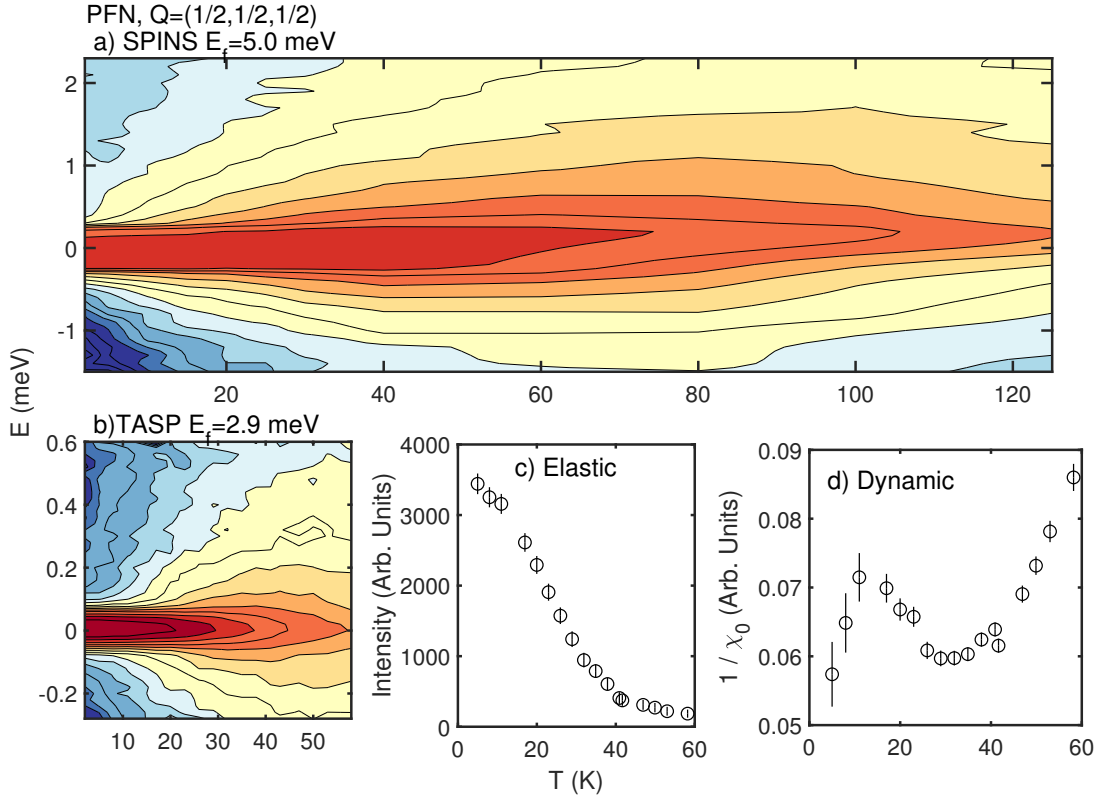 PFN, Q=(1/2,1/2,1/2)
a) SPINS E_f=5.0 meV
2
1
0
-1
20 40 60 80 100 120
E (meV)
b)TASP E_f=2.9 meV
0.6
0.4
0.2
0
-0.2
10 20 30 40 50
c) Elastic
4000
3000
2000
1000
0
0 20 40 60
Intensity (Arb. Units)
T (K)
d) Dynamic
0.09
0.08
0.07
0.06
0.05
0 20 40 60
1 / χ_0 (Arb. Units)